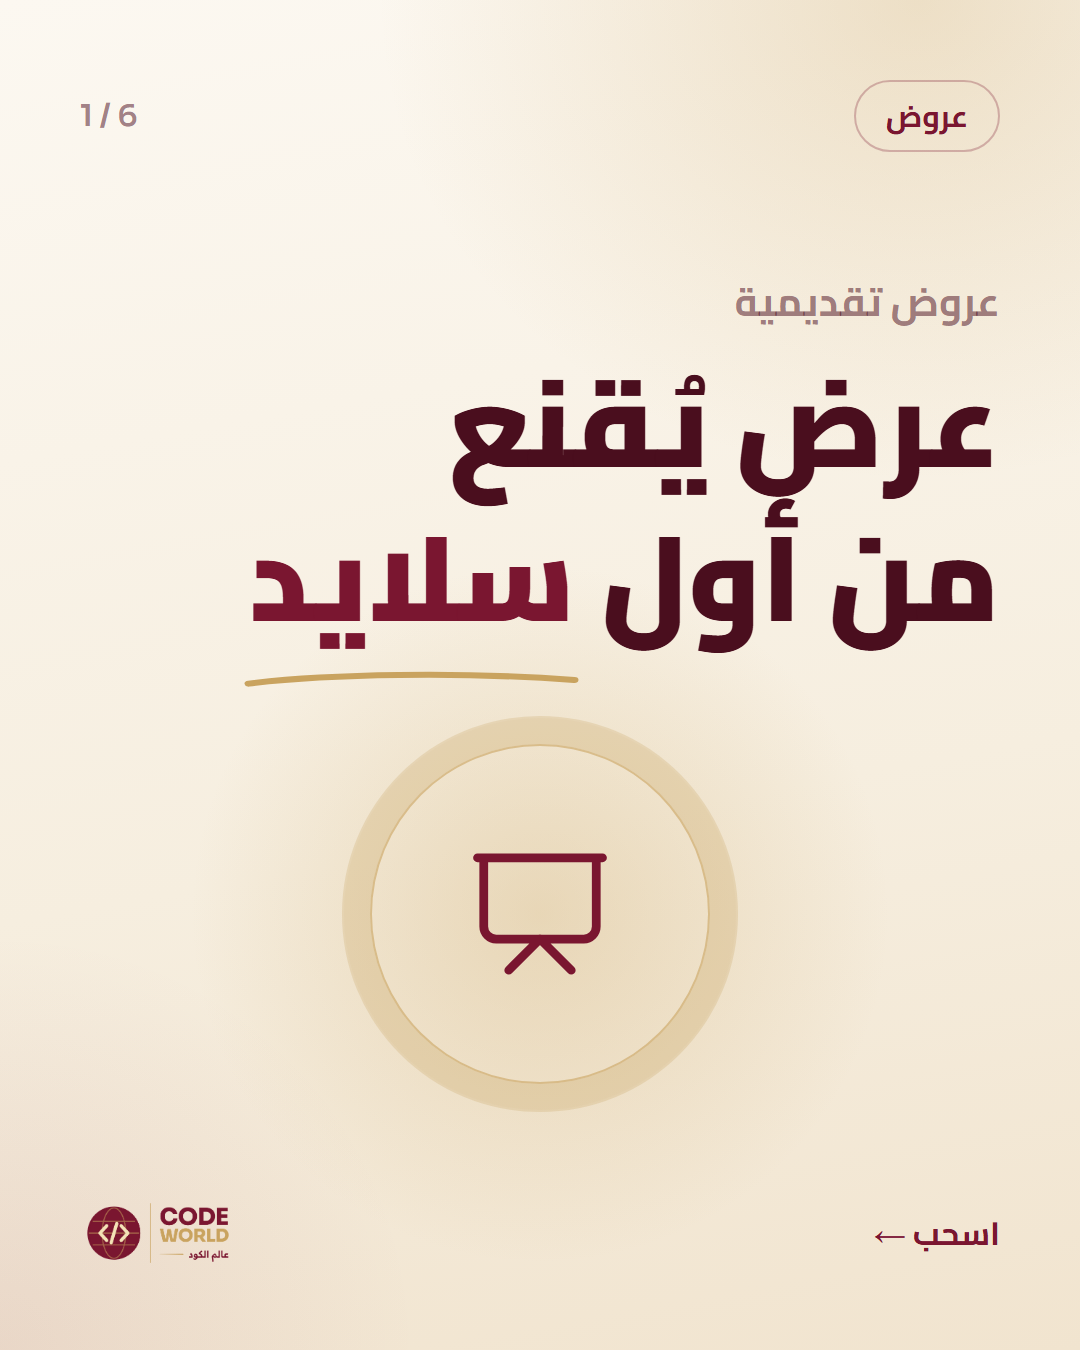 عروض
1/6
عروض تقديمية
عرض يُقنع
من أول سلايد
اسحب ←
</>
CODE
WORLD
عالم الكود